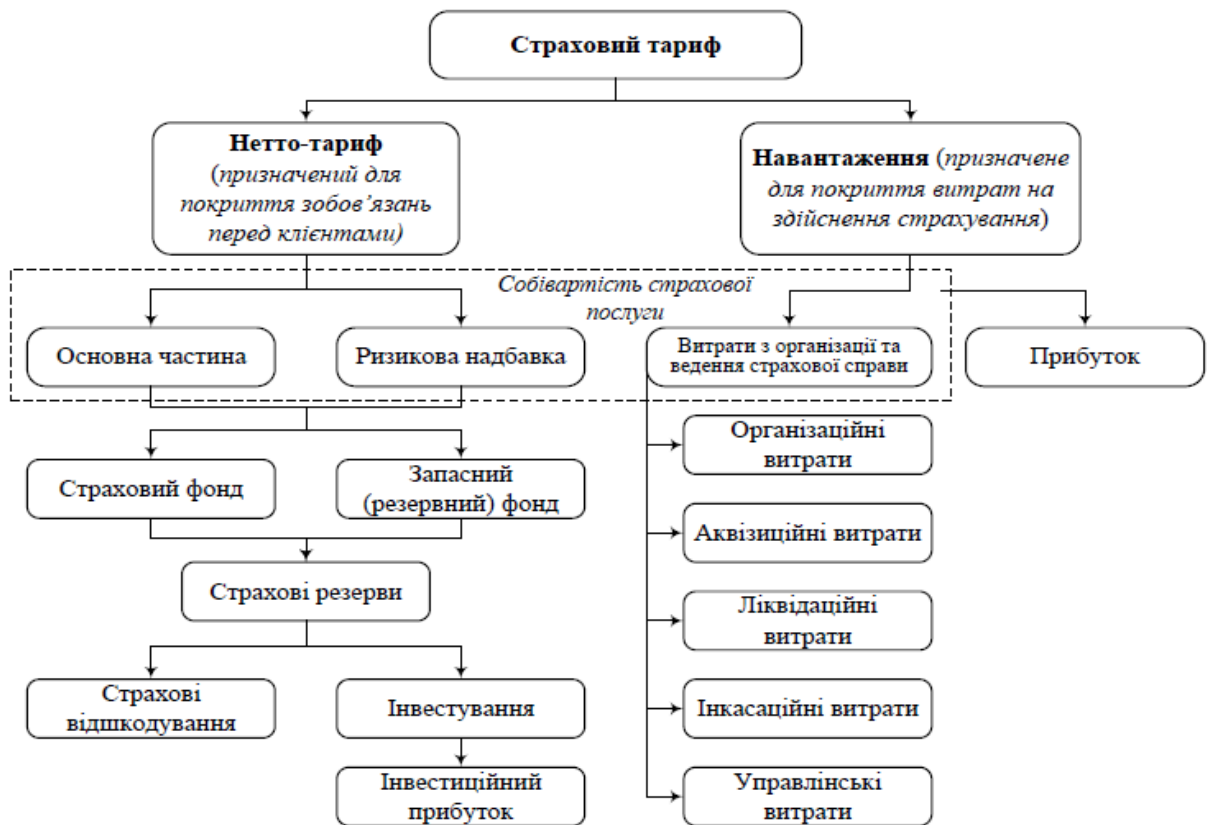 Страховий тариф
Нетто-тариф
(призначений для
покриття зобов’язань
перед клієнтами)
Навантаження (призначене
для покриття витрат на
здійснення страхування)
Собівартість страхової
послуги
Основна частина
Ризикова надбавка
Витрати з організації та
ведення страхової справи
Прибуток
Страховий фонд
Запасний
(резервний) фонд
Страхові резерви
Страхові
відшкодування
Інвестування
Інвестиційний
прибуток
Організаційні
витрати
Аквізиційні витрати
Ліквідаційні
витрати
Інкасаційні витрати
Управлінські
витрати